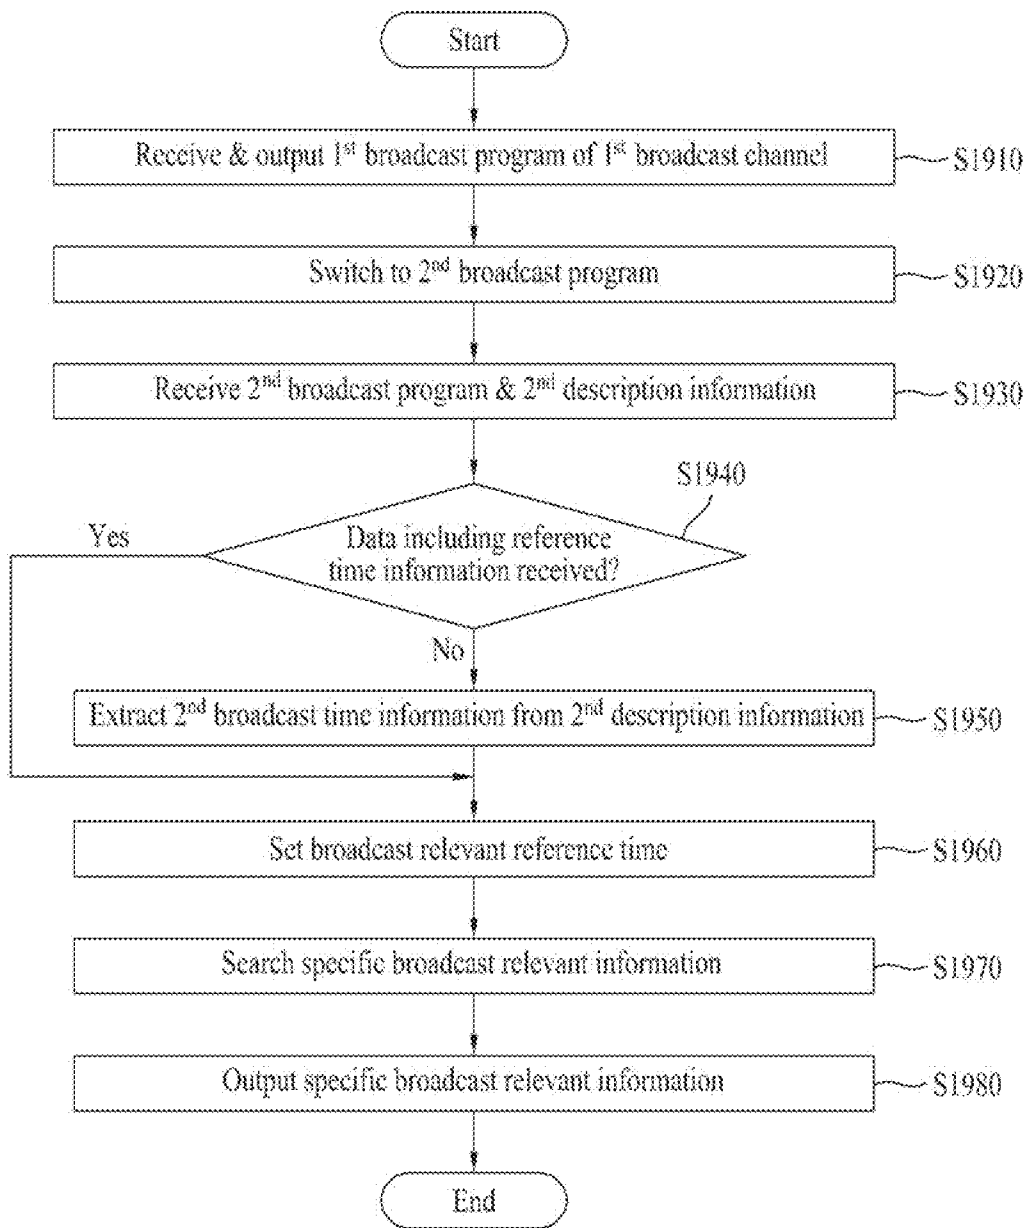 Start
Receive & output 1st broadcast program of 1st broadcast channel
S1910
Switch to 2nd broadcast program
S1920
Receive 2nd broadcast program & 2nd description information
S1930
S1940
Data including reference
time information received?
Yes
No
Extract 2nd broadcast time information from 2nd description information
S1950
Set broadcast relevant reference time
S1960
Search specific broadcast relevant information
S1970
Output specific broadcast relevant information
S1980
End